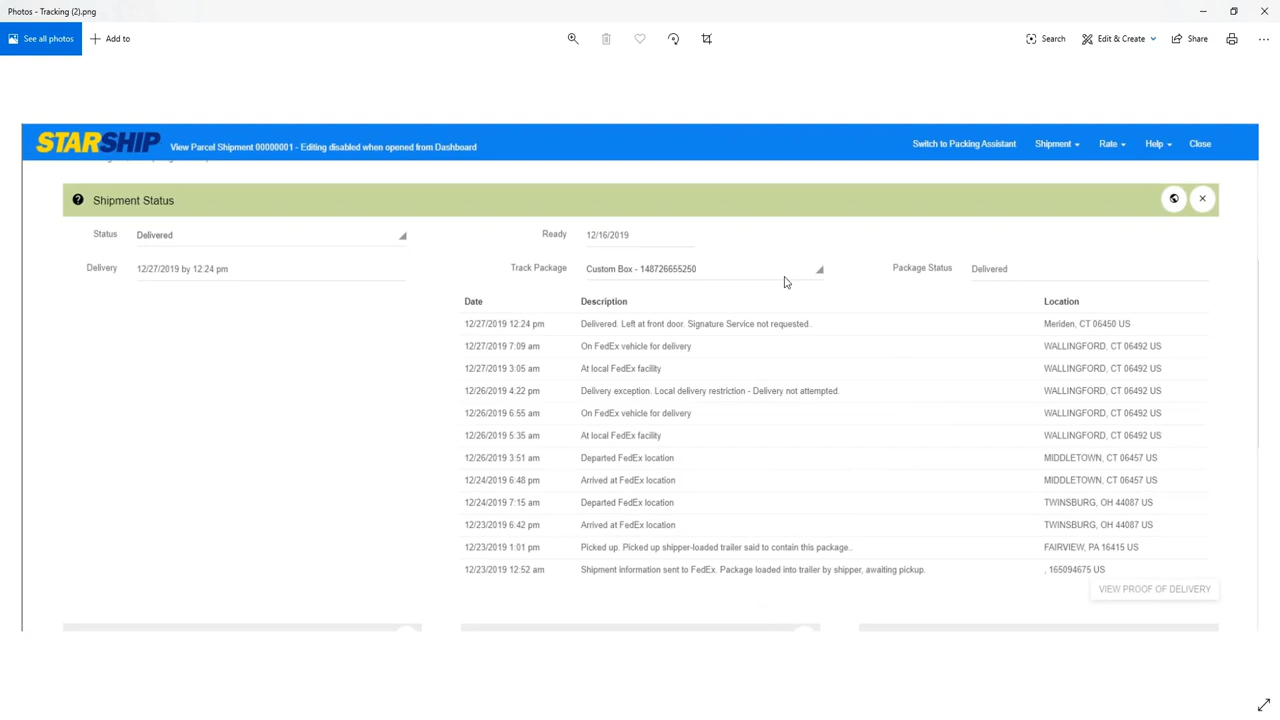 Photos - Tracking (2).png
See all photos
Add to
Search
Edit & Create
Share
STARSHIP
View Parcel Shipment 00000001 - Editing disabled when opened from Dashboard
Switch to Packing Assistant
Shipment
Rate
Help
Close
Shipment Status
Status Delivered
Ready 12/16/2019
Delivery 12/27/2019 by 12:24 pm
Track Package Custom Box - 148726655250
Package Status Delivered
Date Description Location
12/27/2019 12:24 pm Delivered. Left at front door. Signature Service not requested.. Meriden, CT 06450 US
12/27/2019 7:09 am On FedEx vehicle for delivery WALLINGFORD, CT 06492 US
12/27/2019 3:05 am At local FedEx facility WALLINGFORD, CT 06492 US
12/26/2019 4:22 pm Delivery exception. Local delivery restriction - Delivery not attempted. WALLINGFORD, CT 06492 US
12/26/2019 6:55 am On FedEx vehicle for delivery WALLINGFORD, CT 06492 US
12/26/2019 5:35 am At local FedEx facility WALLINGFORD, CT 06492 US
12/26/2019 3:51 am Departed FedEx location MIDDLETOWN, CT 06457 US
12/24/2019 6:48 pm Arrived at FedEx location MIDDLETOWN, CT 06457 US
12/24/2019 7:15 am Departed FedEx location TWINSBURG, OH 44087 US
12/23/2019 6:42 pm Arrived at FedEx location TWINSBURG, OH 44087 US
12/23/2019 1:01 pm Picked up. Picked up shipper-loaded trailer said to contain this package.. FAIRVIEW, PA 16415 US
12/23/2019 12:52 am Shipment information sent to FedEx. Package loaded into trailer by shipper, awaiting pickup. , 165094675 US
VIEW PROOF OF DELIVERY